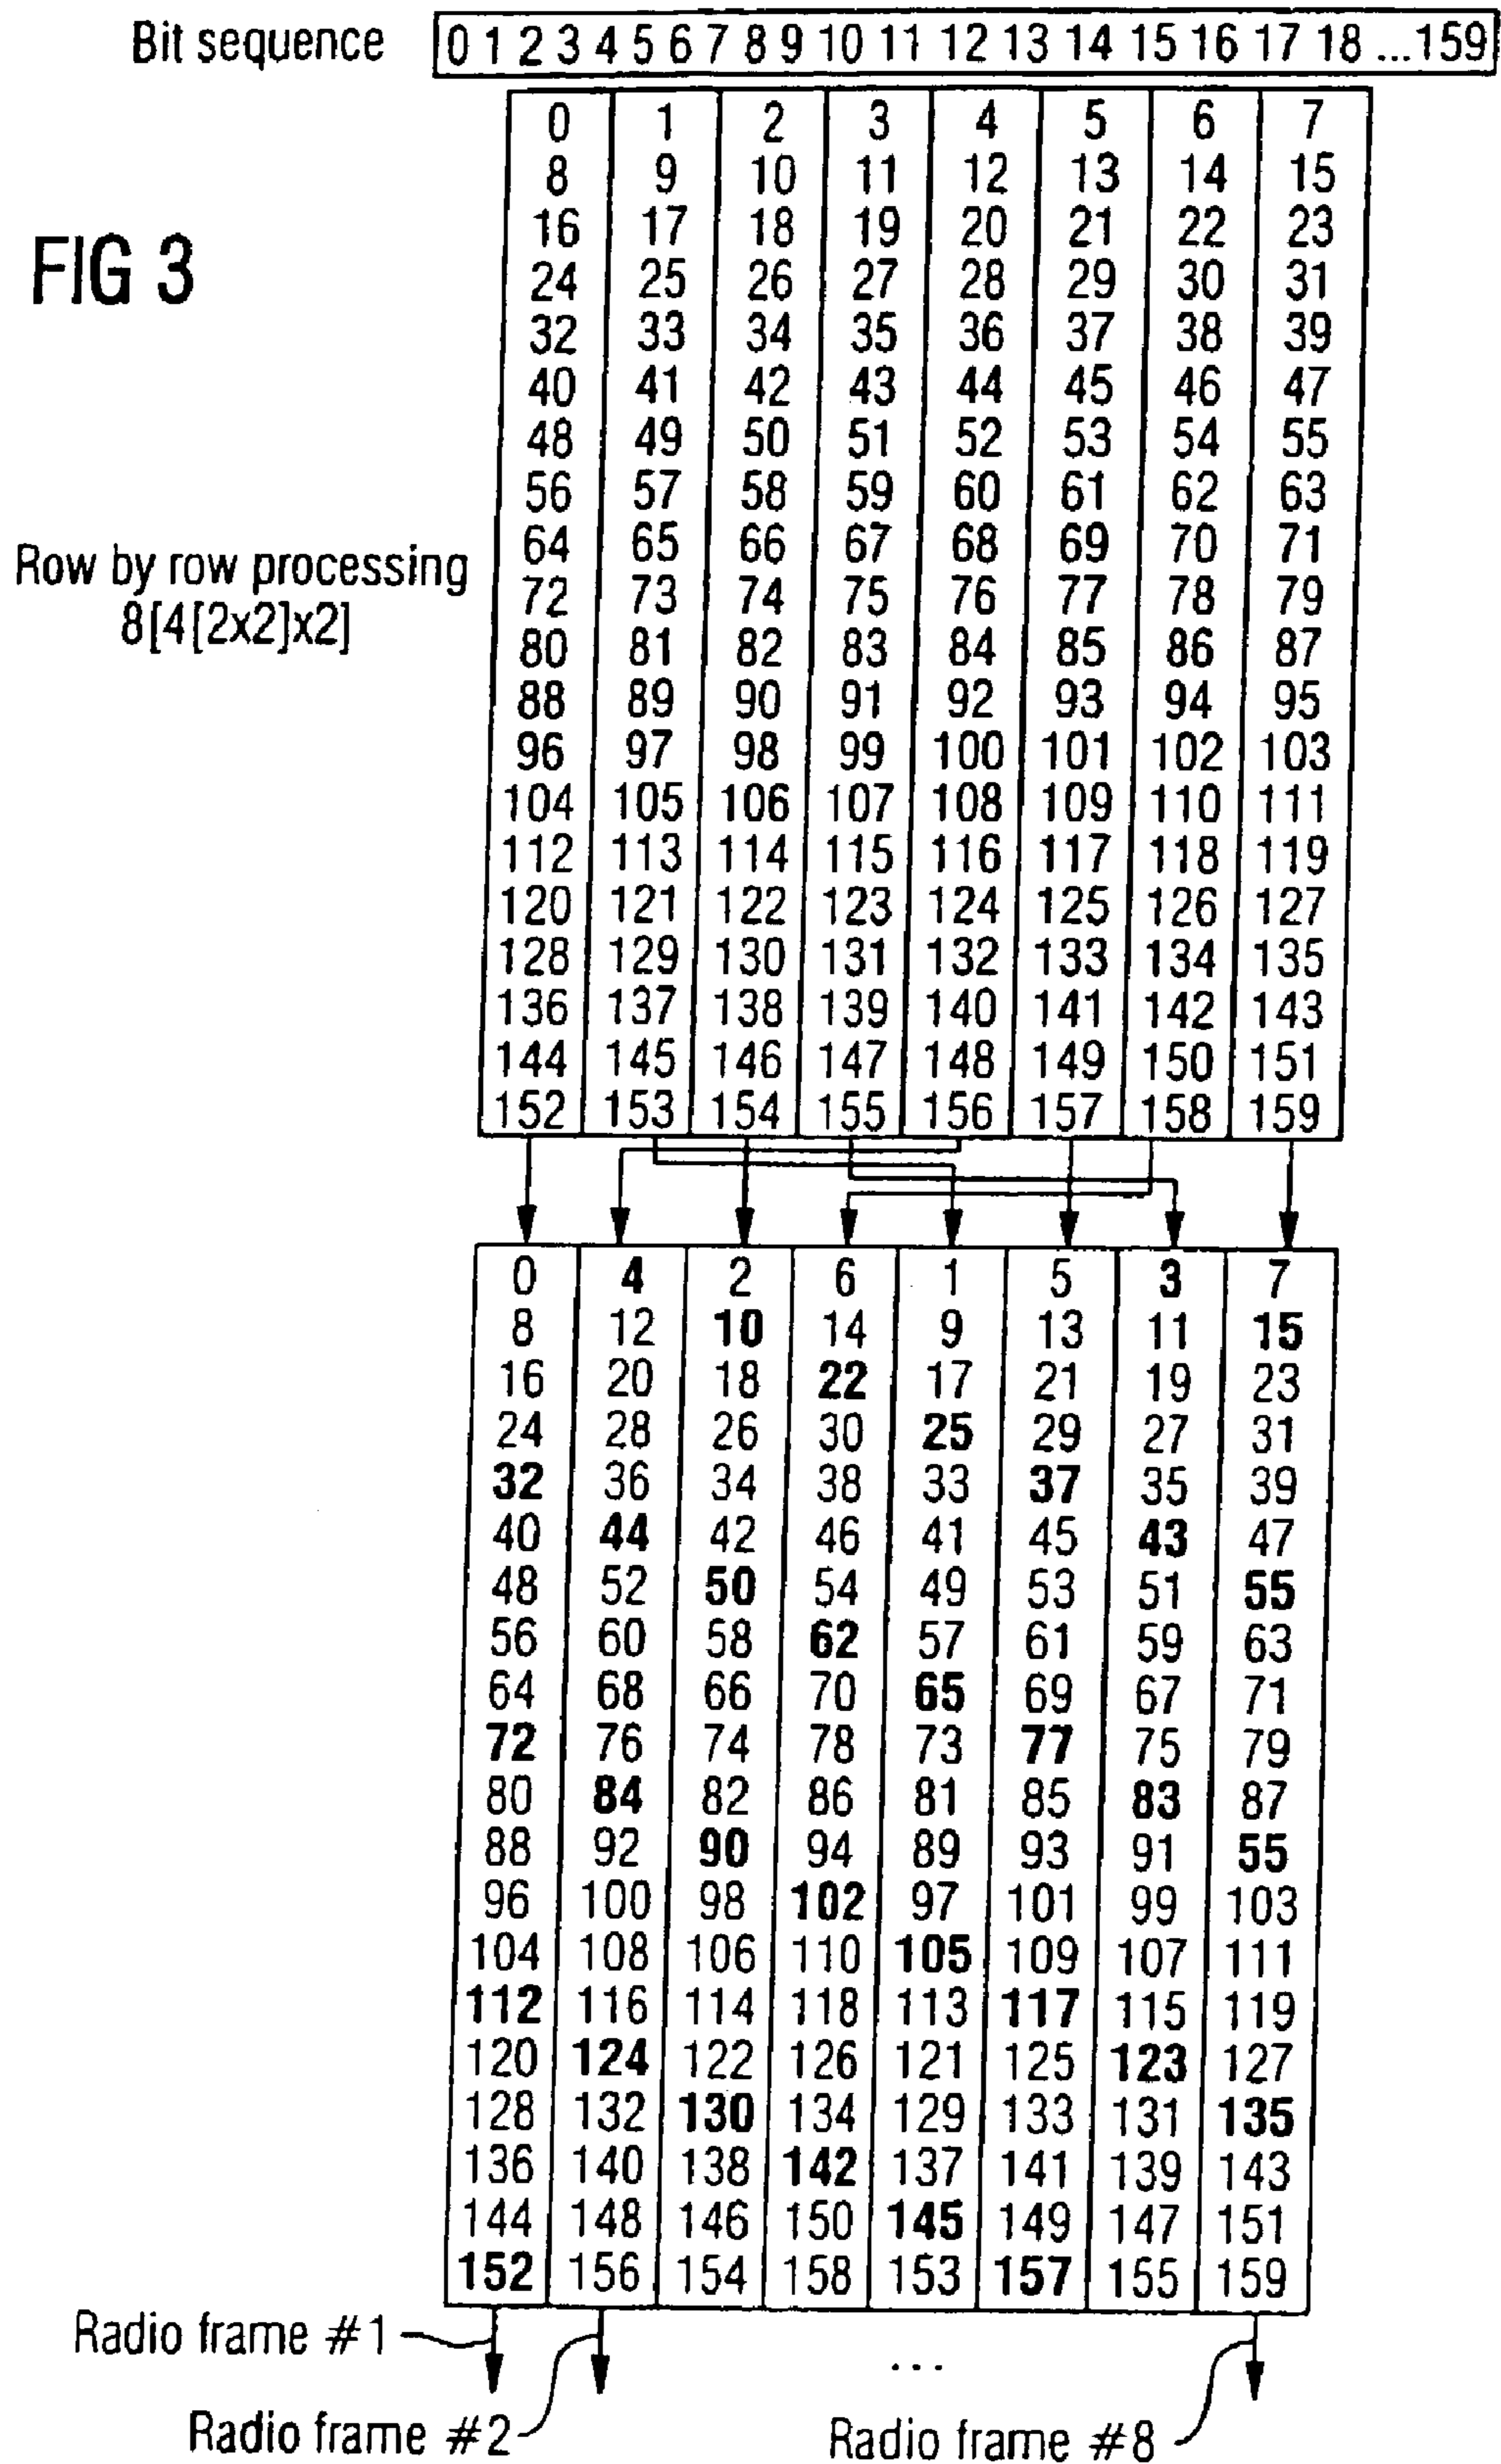 Bit sequence 0 1 2 3 4 5 6 7 8 9 10 11 12 13 14 15 16 17 18 ...159
0 1 2 3 4 5 6 7
8 9 10 11 12 13 14 15
16 17 18 19 20 21 22 23
FIG 3
24 25 26 27 28 29 30 31
32 33 34 35 36 37 38 39
40 41 42 43 44 45 46 47
48 49 50 51 52 53 54 55
56 57 58 59 60 61 62 63
64 65 66 67 68 69 70 71
Row by row processing
72 73 74 75 76 77 78 79
8[4[2x2]x2]
80 81 82 83 84 85 86 87
88 89 90 91 92 93 94 95
96 97 98 99 100 101 102 103
104 105 106 107 108 109 110 111
112 113 114 115 116 117 118 119
120 121 122 123 124 125 126 127
128 129 130 131 132 133 134 135
136 137 138 139 140 141 142 143
144 145 146 147 148 149 150 151
152 153 154 155 156 157 158 159
0 4 2 6 1 5 3 7
8 12 10 14 9 13 11 15
16 20 18 22 17 21 19 23
24 28 26 30 25 29 27 31
32 36 34 38 33 37 35 39
40 44 42 46 41 45 43 47
48 52 50 54 49 53 51 55
56 60 58 62 57 61 59 63
64 68 66 70 65 69 67 71
72 76 74 78 73 77 75 79
80 84 82 86 81 85 83 87
88 92 90 94 89 93 91 55
96 100 98 102 97 101 99 103
104 108 106 110 105 109 107 111
112 116 114 118 113 117 115 119
120 124 122 126 121 125 123 127
128 132 130 134 129 133 131 135
136 140 138 142 137 141 139 143
144 148 146 150 145 149 147 151
152 156 154 158 153 157 155 159
Radio frame #1
...
Radio frame #2
Radio frame #8